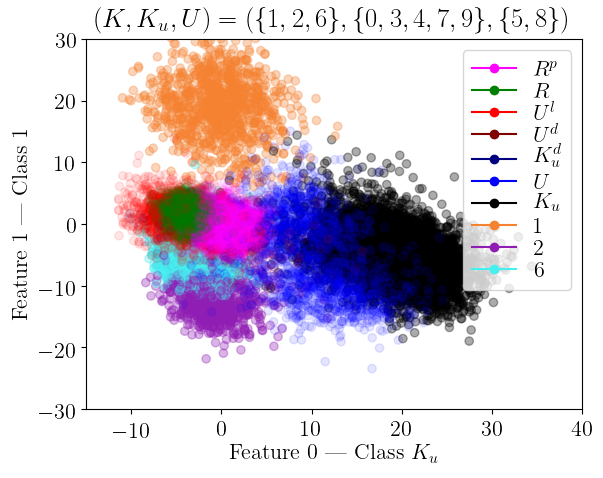 (K, K_u, U) = ({1, 2, 6}, {0, 3, 4, 7, 9}, {5, 8})
30
20
10
0
−10
−20
−30
Feature 1 — Class 1
R^p
R
U^l
U^d
K_u^d
U
K_u
1
2
6
−10
0
10
20
30
40
Feature 0 — Class K_u